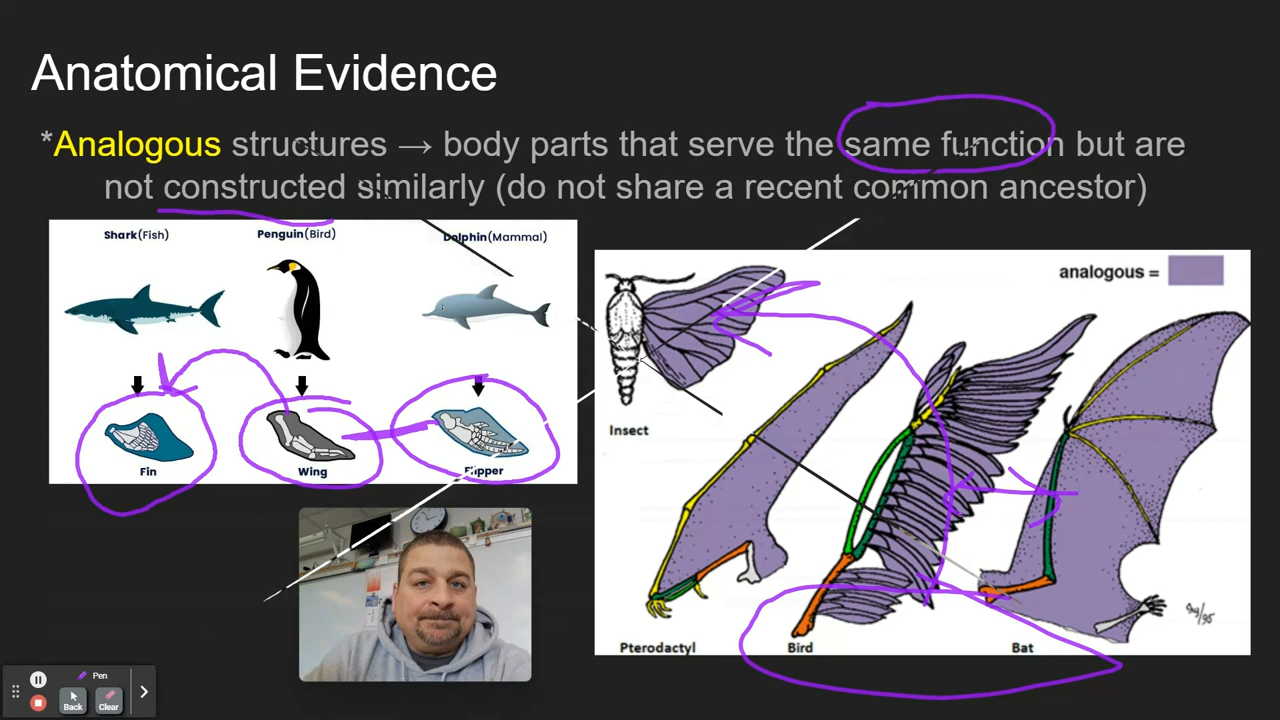 Anatomical Evidence
*Analogous structures → body parts that serve the same function but are
not constructed similarly (do not share a recent common ancestor)
Shark(Fish)
Penguin(Bird)
Dolphin(Mammal)
Fin
Wing
Flipper
analogous =
Insect
Pterodactyl
Bird
Bat
Pen
Back
Clear